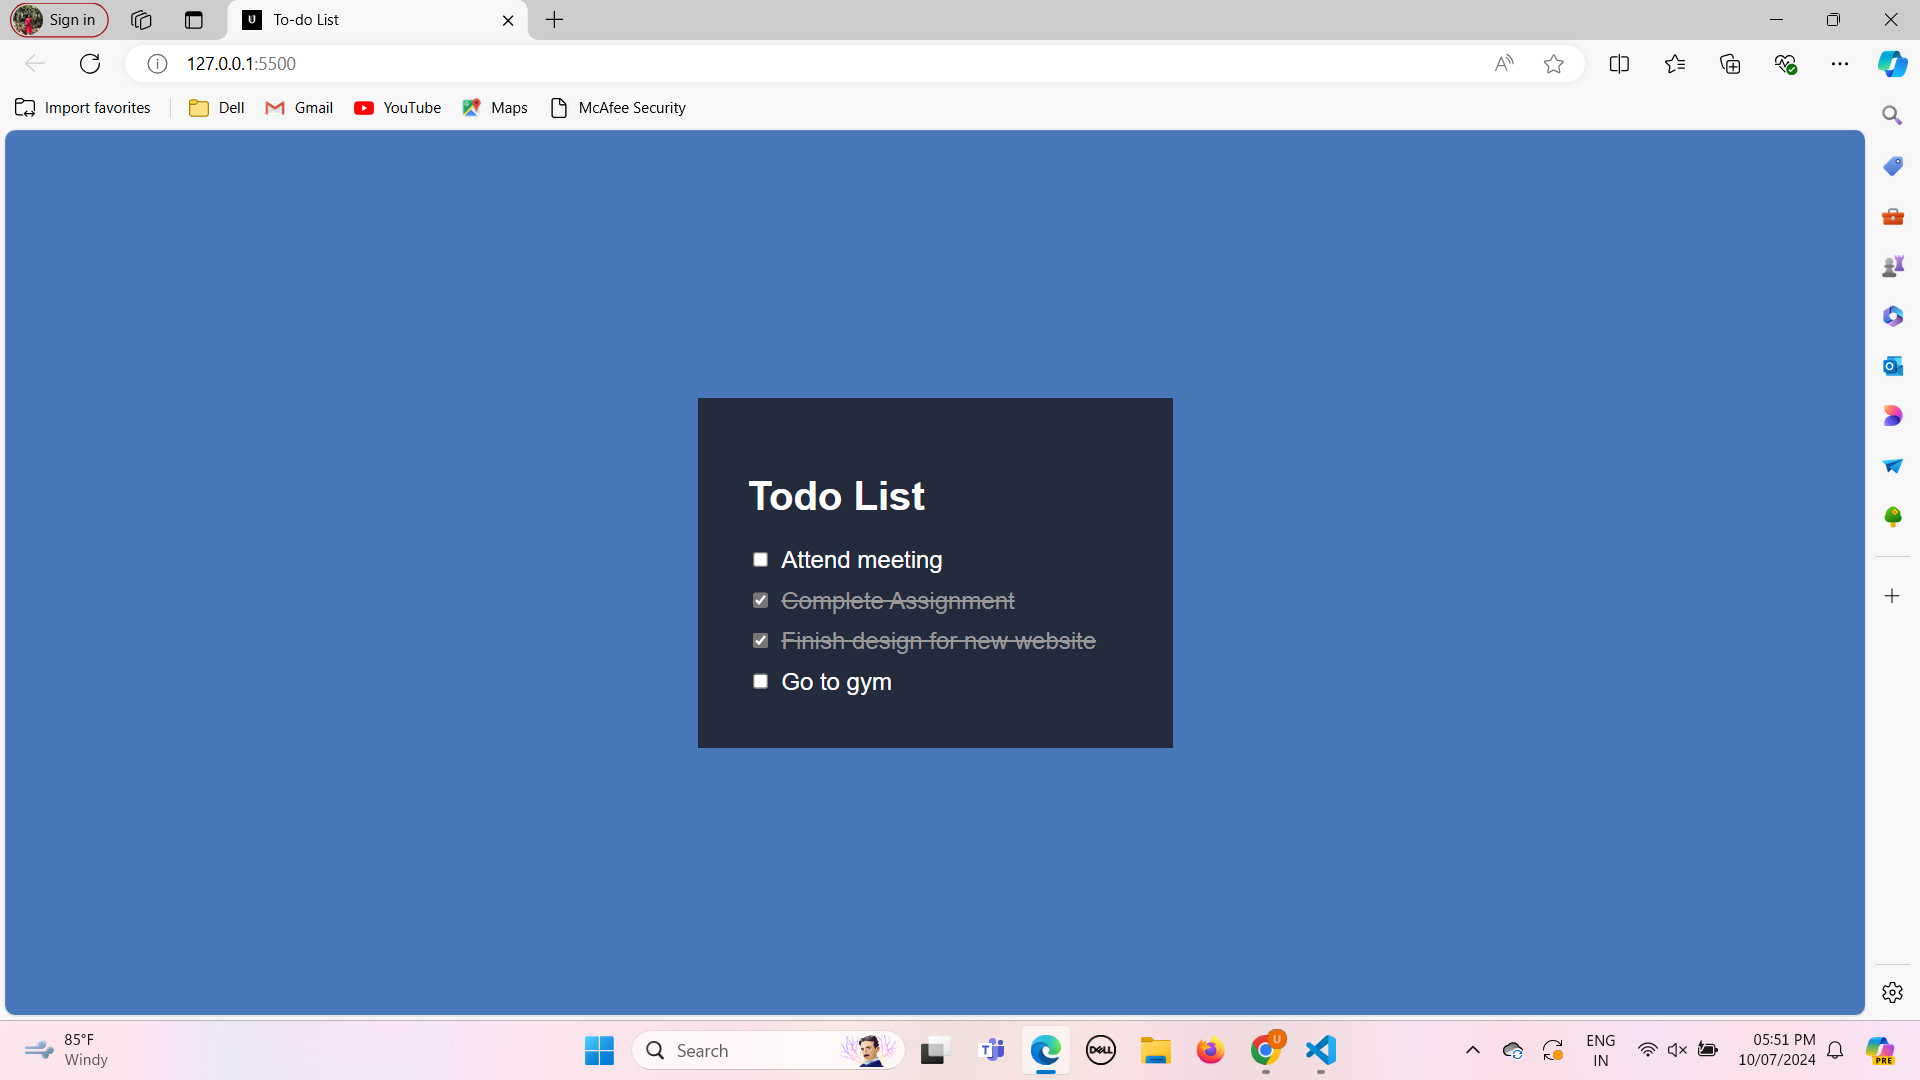 Sign in
U To-do List
127.0.0.1:5500
Import favorites Dell Gmail YouTube Maps McAfee Security
Todo List
Attend meeting
Complete Assignment
Finish design for new website
Go to gym
85°F
Windy
Search
DELL
U
ENG
IN
05:51 PM
10/07/2024
PRE